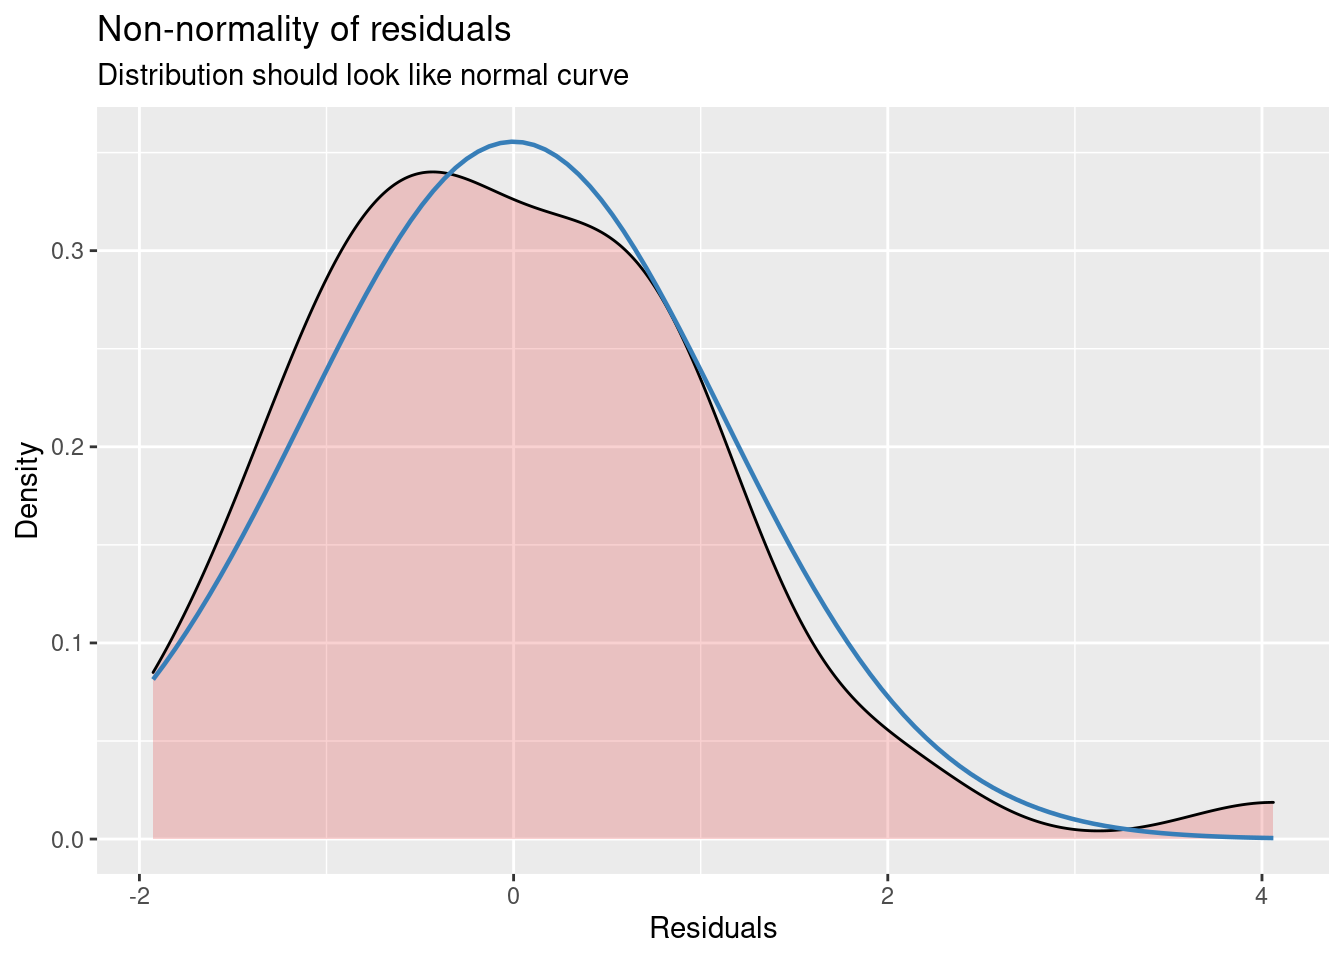 Non-normality of residuals
Distribution should look like normal curve
Density
0.3
0.2
0.1
0.0
-2 0 2 4
Residuals